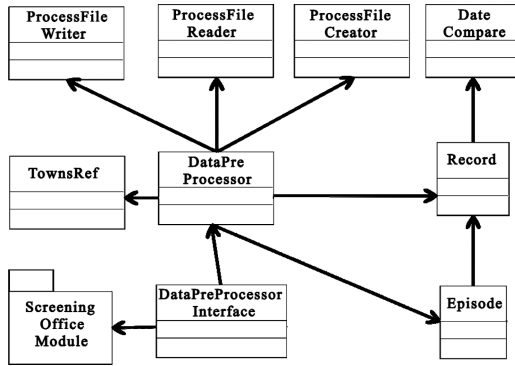 ProcessFile
Writer
ProcessFile
Reader
ProcessFile
Creator
Date
Compare
TownsRef
DataPre
Processor
Record
Screening
Office
Module
DataPreProcessor
Interface
Episode